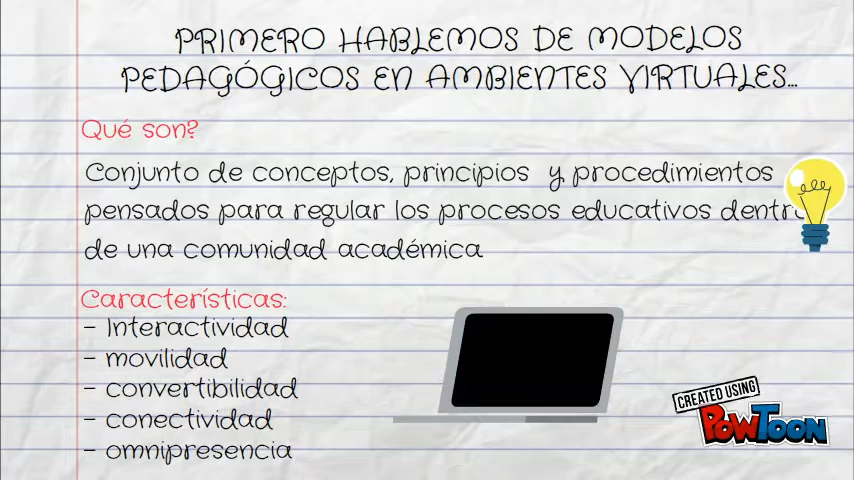 PRIMERO HABLEMOS DE MODELOS
PEDAGÓGICOS EN AMBIENTES VIRTUALES...
Qué son?
Conjunto de conceptos, principios y procedimientos
pensados para regular los procesos educativos dentro
de una comunidad académica
Características:
- Interactividad
- movilidad
- convertibilidad
- conectividad
- omnipresencia
CREATED USING
POWTOON